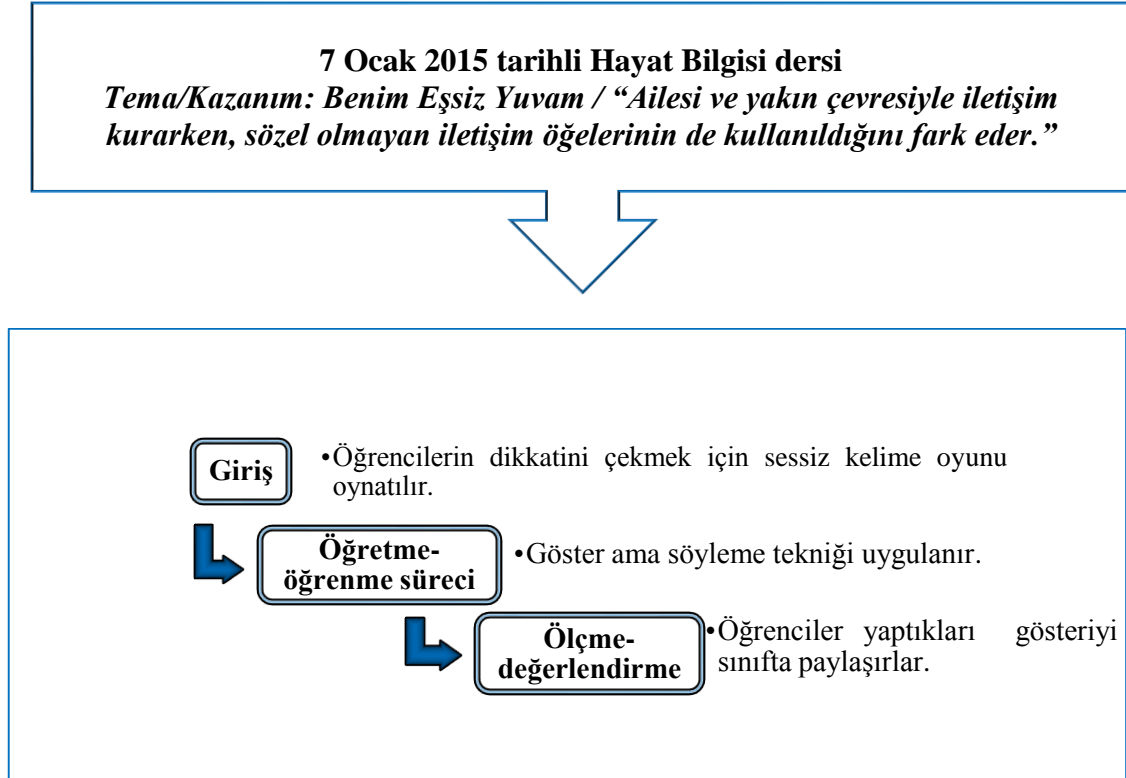 7 Ocak 2015 tarihli Hayat Bilgisi dersi
Tema/Kazanım: Benim Eşsiz Yuvam / “Ailesi ve yakın çevresiyle iletişim
kurarken, sözel olmayan iletişim öğelerinin de kullanıldığını fark eder.”
Giriş
•Öğrencilerin dikkatini çekmek için sessiz kelime oyunu
oynatılır.
Öğretme-
öğrenme süreci
•Göster ama söyleme tekniği uygulanır.
Ölçme-
değerlendirme
•Öğrenciler yaptıkları gösteriyi
sınıfta paylaşırlar.